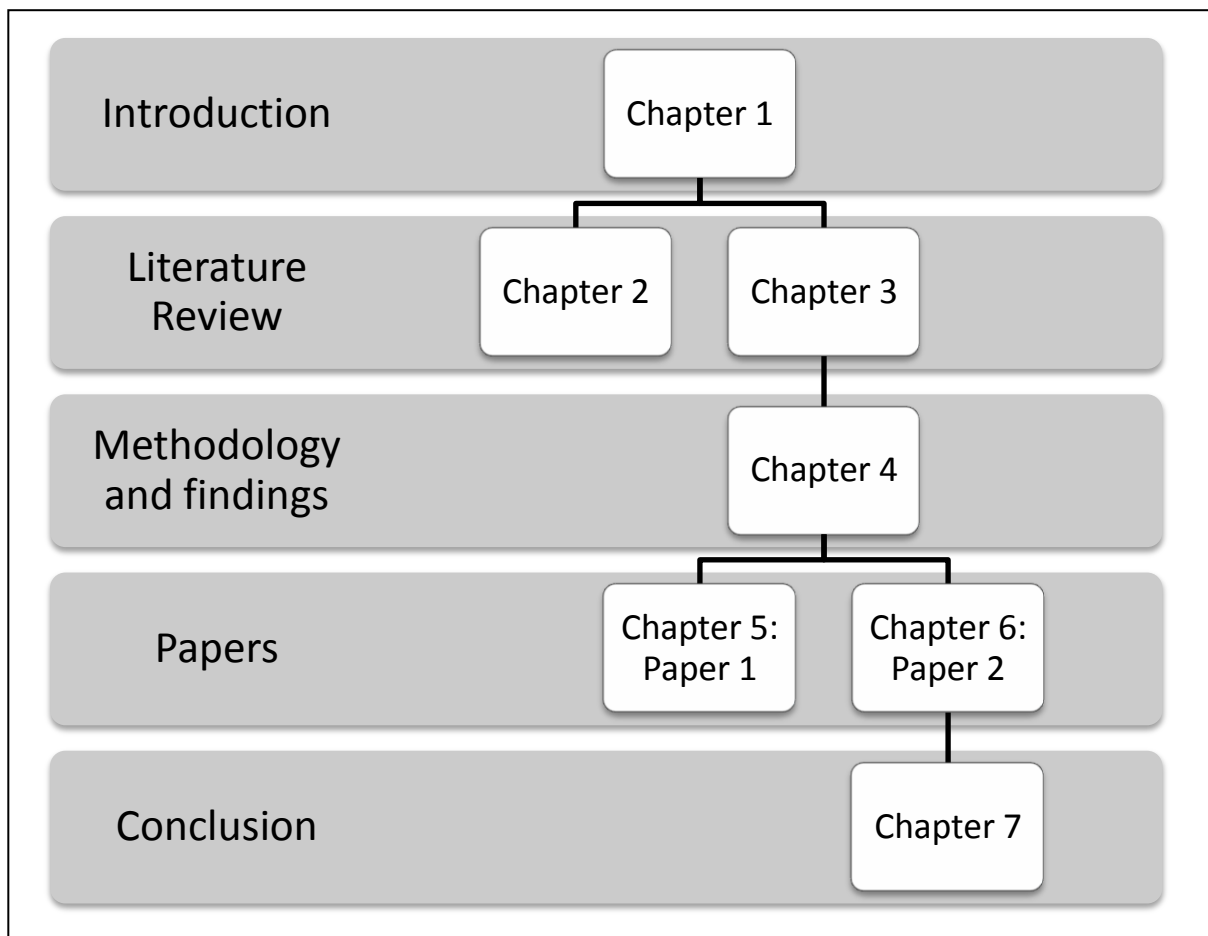 Introduction
Chapter 1
Literature
Review
Chapter 2
Chapter 3
Methodology
and findings
Chapter 4
Papers
Chapter 5:
Paper 1
Chapter 6:
Paper 2
Conclusion
Chapter 7